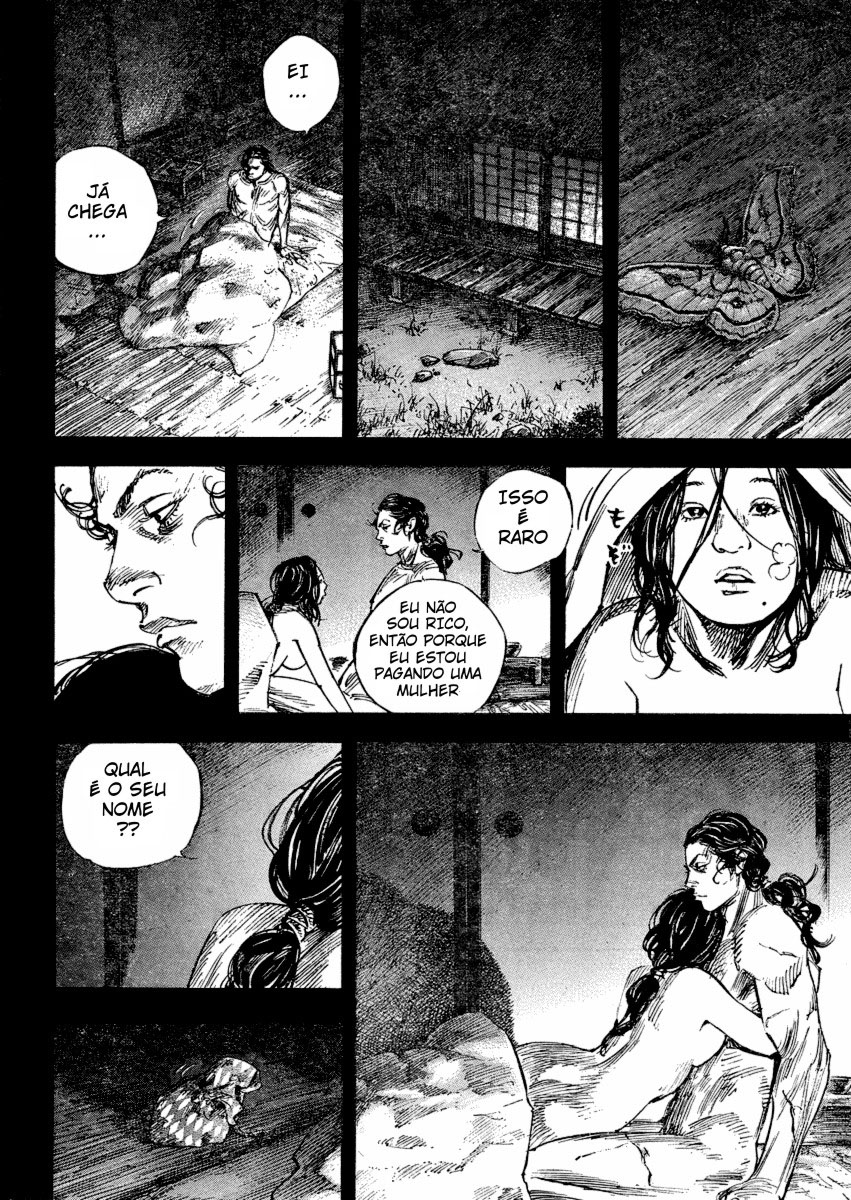 EI
...
JÁ
CHEGA
...
ISSO
É
RARO
EU NÃO
SOU RICO,
ENTÃO PORQUE
EU ESTOU
PAGANDO UMA
MULHER
QUAL
É O SEU
NOME
??